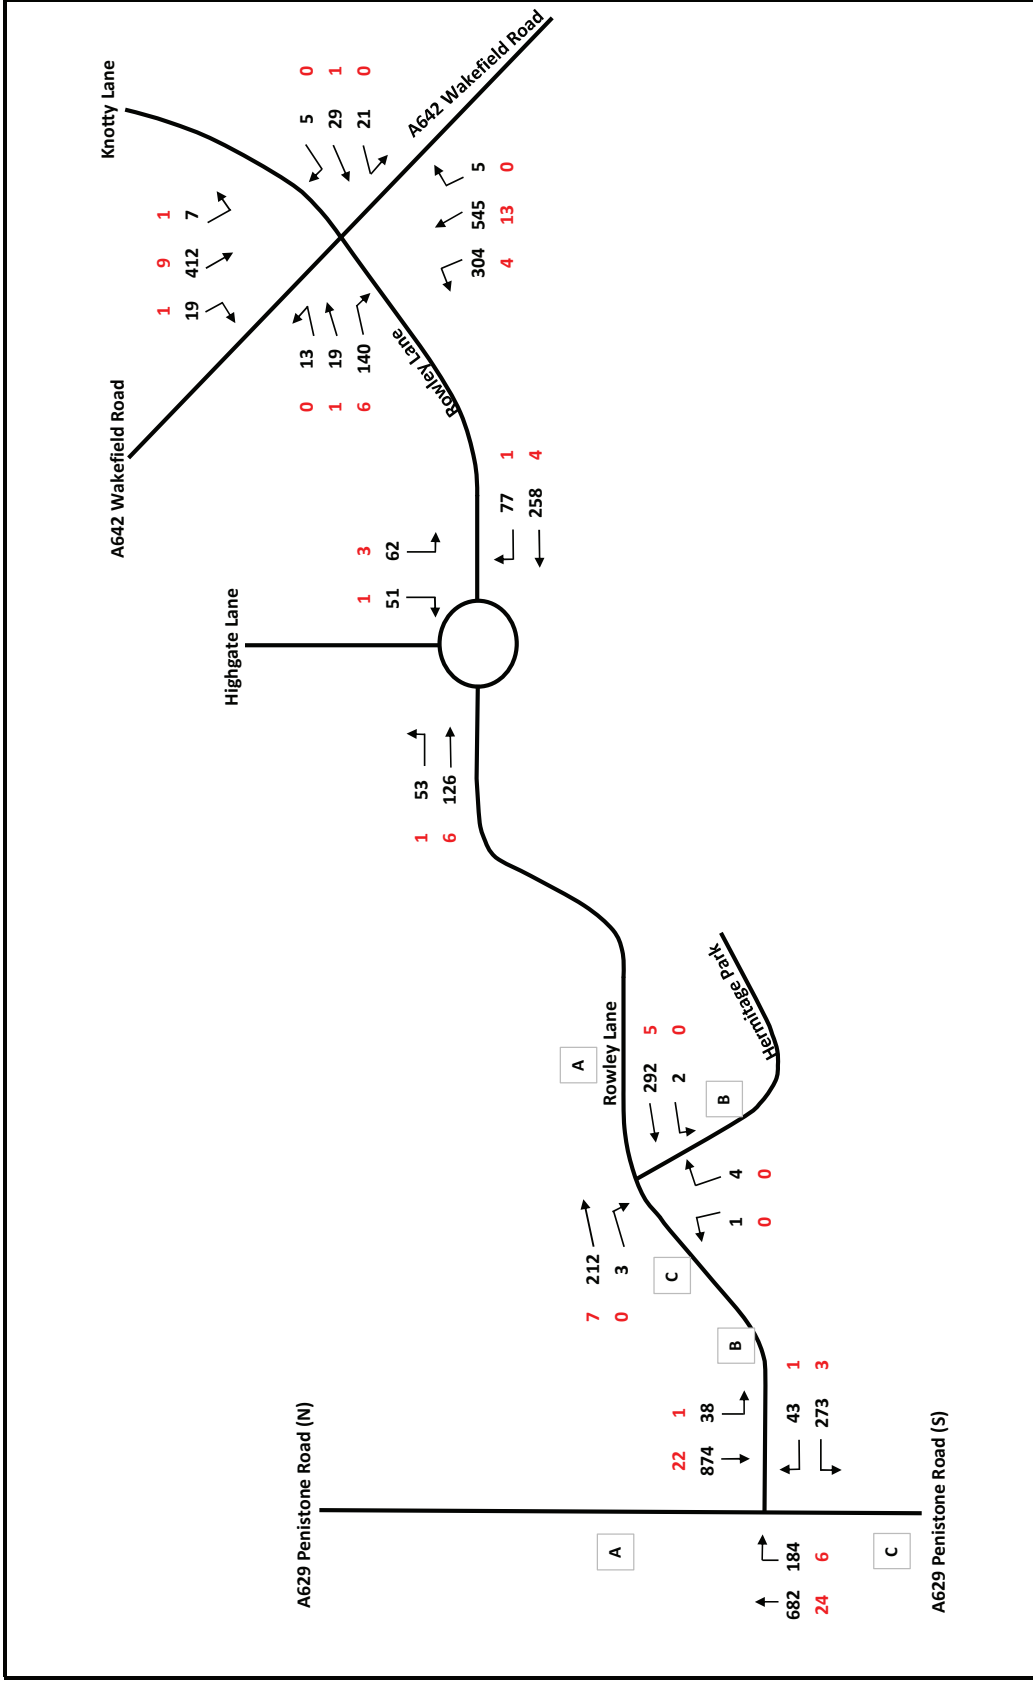 A629 Penistone Road (N)
22 1
874 38
A
B
43 1
273 3
682 184
24 6
C
A629 Penistone Road (S)
7 212
0 3
C
A
Rowley Lane
292 5
2 0
B
1 4
0 0
Hermitage Park
Highgate Lane
1 53
6 126
1 3
51 62
77 1
258 4
A642 Wakefield Road
Knotty Lane
1 9 1
19 412 7
0 13
1 19
6 140
Rowley Lane
5 0
29 1
21 0
A642 Wakefield Road
304 545 5
4 13 0